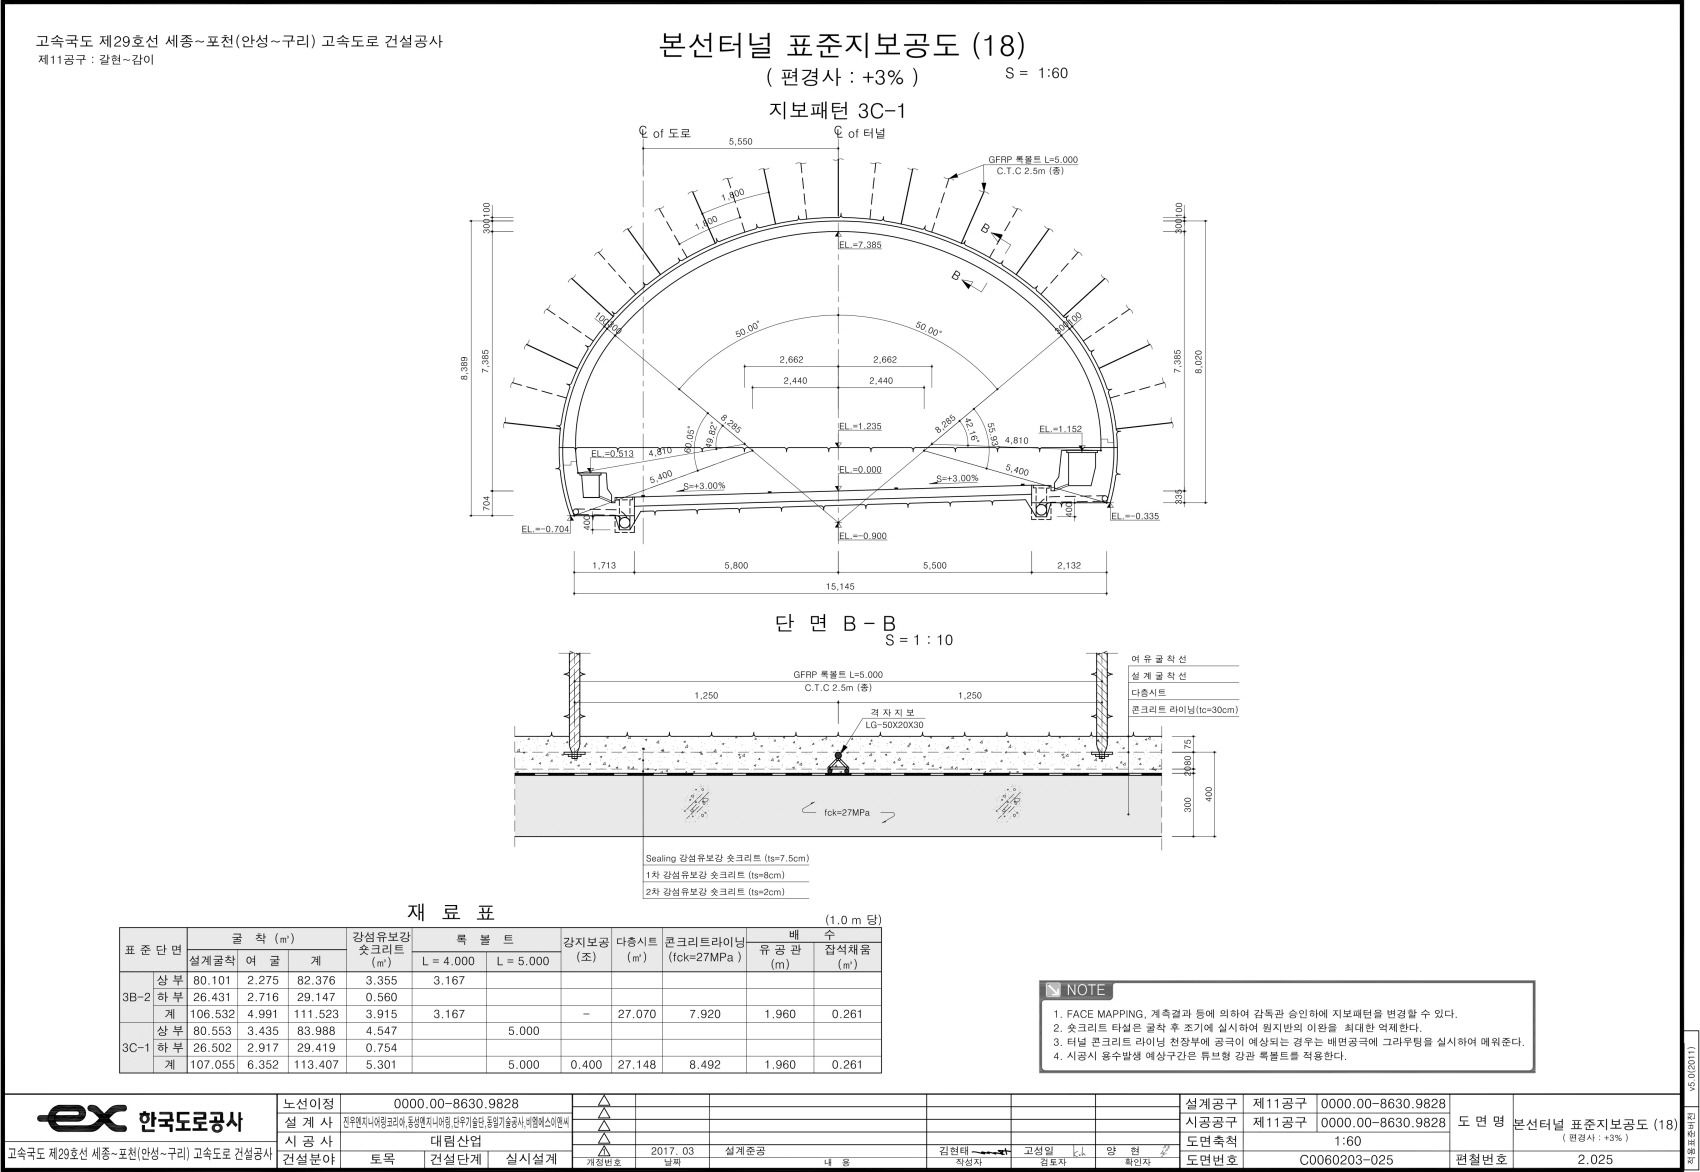 고속국도 제29호선 세종~포천(안성~구리) 고속도로 건설공사
제11공구 : 갈현~감이
본선터널 표준지보공도 (18)
( 편경사 : +3% )
S = 1:60
지보패턴 3C-1
℄ of 도로
℄ of 터널
5,550
GFRP 록볼트 L=5.000
C.T.C 2.5m (종)
1,800
1,800
300100
300100
B
B
EL.=7.385
100300
300100
50.00°
50.00°
8,389
7,385
7,385
8,020
2,662
2,662
2,440
2,440
8,285
8,285
60.05°
49.82°
42.16°
55.93°
EL.=1.235
EL.=1.152
EL.=0.513
4,810
4,810
EL.=0.000
5,400
5,400
S=+3.00%
S=+3.00%
704
335
400
400
EL.=-0.704
EL.=-0.335
EL.=-0.900
1,713
5,800
5,500
2,132
15,145
단 면 B - B
S = 1 : 10
GFRP 록볼트 L=5.000
C.T.C 2.5m (종)
1,250
1,250
여 유 굴 착 선
설 계 굴 착 선
다층시트
콘크리트 라이닝(tc=30cm)
격 자 지 보
LG-50X20X30
75
2080
300
400
fck=27MPa
Sealing 강섬유보강 숏크리트 (ts=7.5cm)
1차 강섬유보강 숏크리트 (ts=8cm)
2차 강섬유보강 숏크리트 (ts=2cm)
재 료 표
(1.0 m 당)
표 준 단 면 굴 착 (㎥) 강섬유보강 숏크리트 (㎥) 록 볼 트 강지보공 (조) 다층시트 (㎡) 콘크리트라이닝 (fck=27MPa ) 배 수
설계굴착 여 굴 계 L = 4.000 L = 5.000 유 공 관 (m) 잡석채움 (㎥)
3B-2 상 부 80.101 2.275 82.376 3.355 3.167
하 부 26.431 2.716 29.147 0.560
계 106.532 4.991 111.523 3.915 3.167 - 27.070 7.920 1.960 0.261
3C-1 상 부 80.553 3.435 83.988 4.547 5.000
하 부 26.502 2.917 29.419 0.754
계 107.055 6.352 113.407 5.301 5.000 0.400 27.148 8.492 1.960 0.261
NOTE
1. FACE MAPPING, 계측결과 등에 의하여 감독관 승인하에 지보패턴을 변경할 수 있다.
2. 숏크리트 타설은 굴착 후 조기에 실시하여 원지반의 이완을 최대한 억제한다.
3. 터널 콘크리트 라이닝 천장부에 공극이 예상되는 경우는 배면공극에 그라우팅을 실시하여 메워준다.
4. 시공시 용수발생 예상구간은 튜브형 강관 록볼트를 적용한다.
적용표준버전 v5.0(2011)
ex 한국도로공사
고속국도 제29호선 세종~포천(안성~구리) 고속도로 건설공사
노선이정 0000.00-8630.9828
설 계 사 진우엔지니어링코리아,동성엔지니어링,단우기술단,동일기술공사,비엠에스이앤씨
시 공 사 대림산업
건설분야 토목 건설단계 실시설계
1 2017. 03 설계준공 김현태 고성일 양 현
개정번호 날짜 내 용 작성자 검토자 확인자
설계공구 제11공구 0000.00-8630.9828
시공공구 제11공구 0000.00-8630.9828
도면축척 1:60
도면번호 C0060203-025
도 면 명 본선터널 표준지보공도 (18)
( 편경사 : +3% )
편철번호 2.025